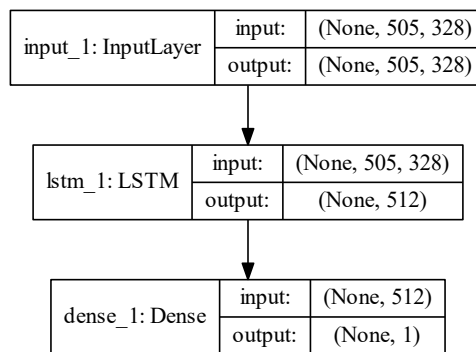 input_1: InputLayer
input: (None, 505, 328)
output: (None, 505, 328)
lstm_1: LSTM
input: (None, 505, 328)
output: (None, 512)
dense_1: Dense
input: (None, 512)
output: (None, 1)